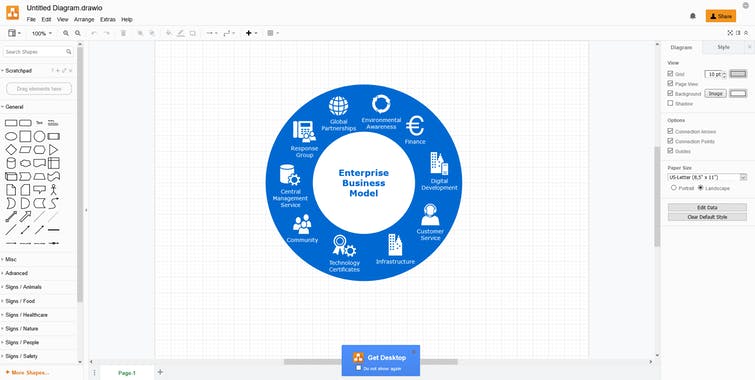 Untitled Diagram.drawio
File Edit View Arrange Extras Help
Share
100%
Search Shapes
Scratchpad
Drag elements here
General
Text
Misc
Advanced
Signs / Animals
Signs / Food
Signs / Healthcare
Signs / Nature
Signs / People
Signs / Safety
+ More Shapes...
Global
Partnerships
Environmental
Awareness
Finance
Response
Group
Digital
Development
Central
Management
Service
Customer
Service
Community
Technology
Certificates
Infrastructure
Enterprise
Business
Model
Get Desktop
Do not show again
Page-1
Diagram Style
View
Grid 10 pt
Page View
Background Image
Shadow
Options
Connection Arrows
Connection Points
Guides
Paper Size
US-Letter (8,5" x 11")
Portrait Landscape
Edit Data
Clear Default Style